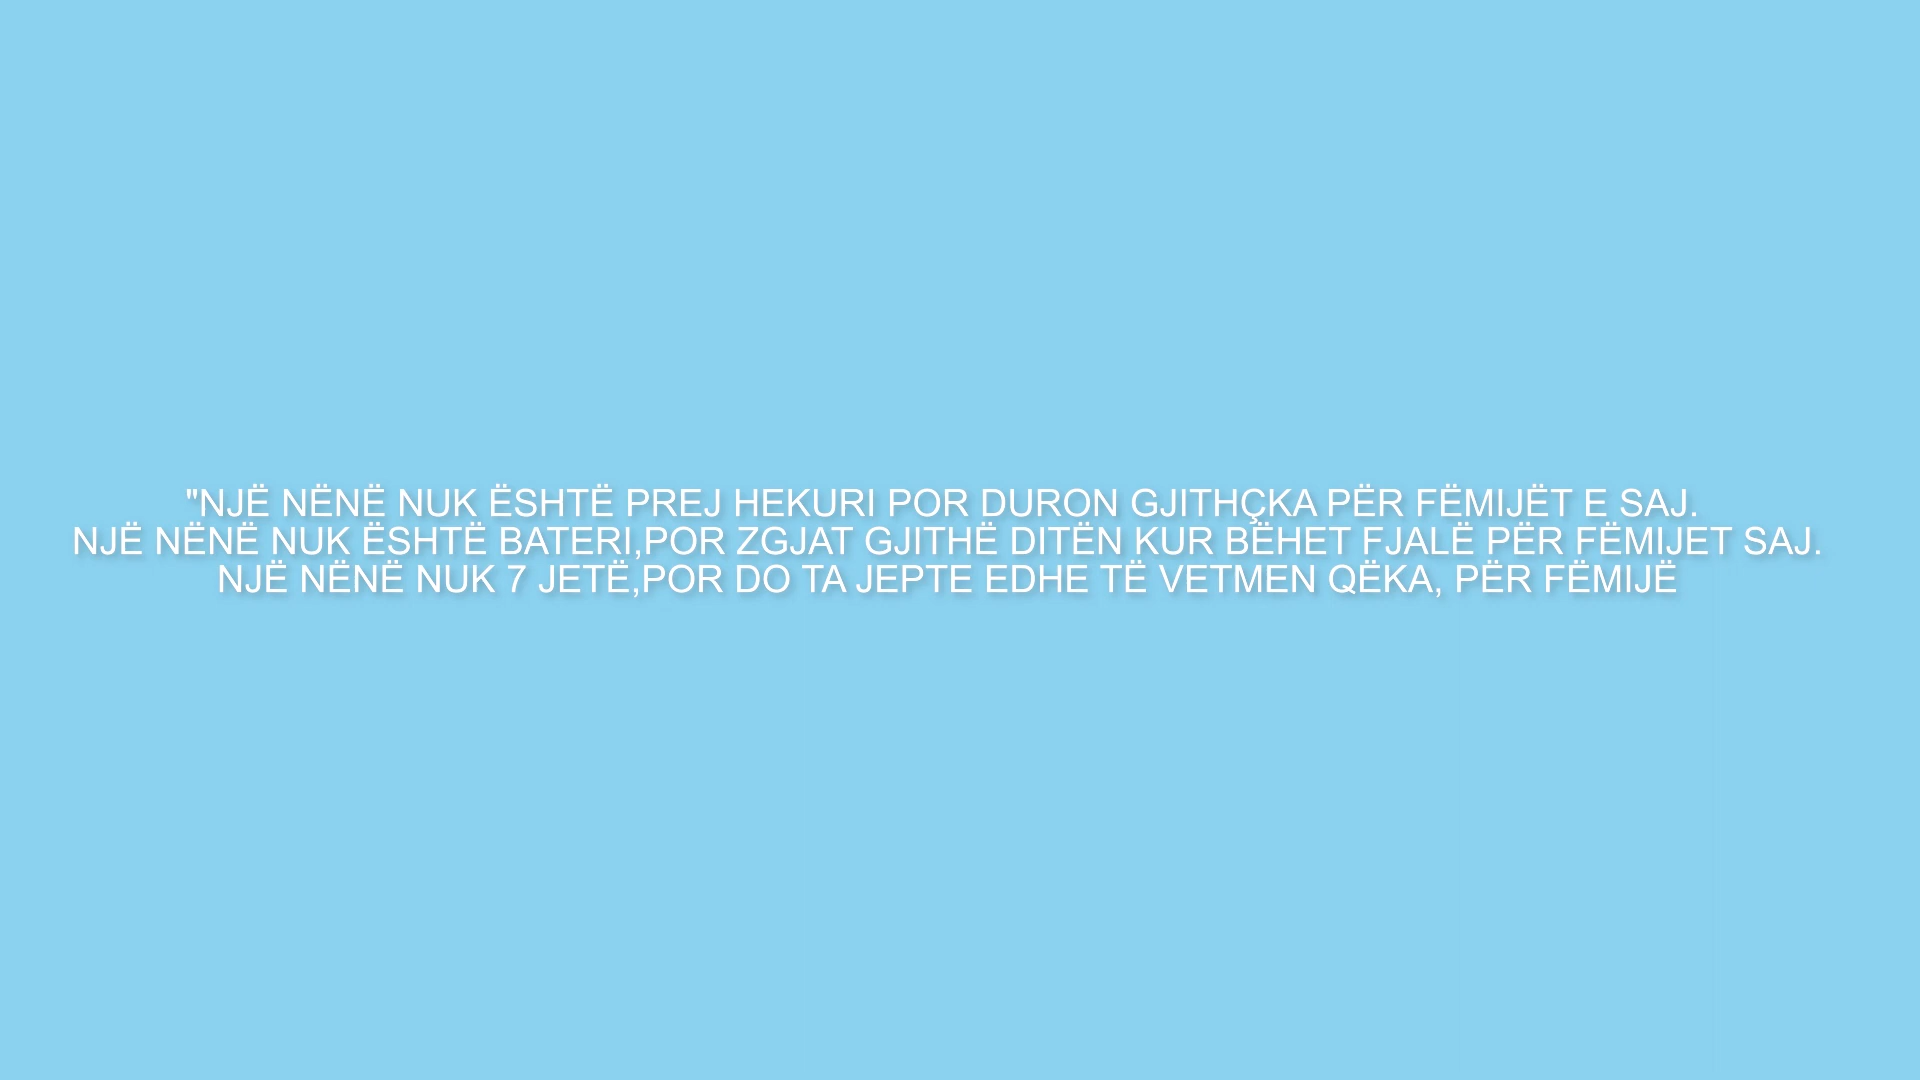 "NJË NËNË NUK ËSHTË PREJ HEKURI POR DURON GJITHÇKA PËR FËMIJËT E SAJ.
NJË NËNË NUK ËSHTË BATERI,POR ZGJAT GJITHË DITËN KUR BËHET FJALË PËR FËMIJET SAJ.
NJË NËNË NUK 7 JETË,POR DO TA JEPTE EDHE TË VETMEN QËKA, PËR FËMIJË